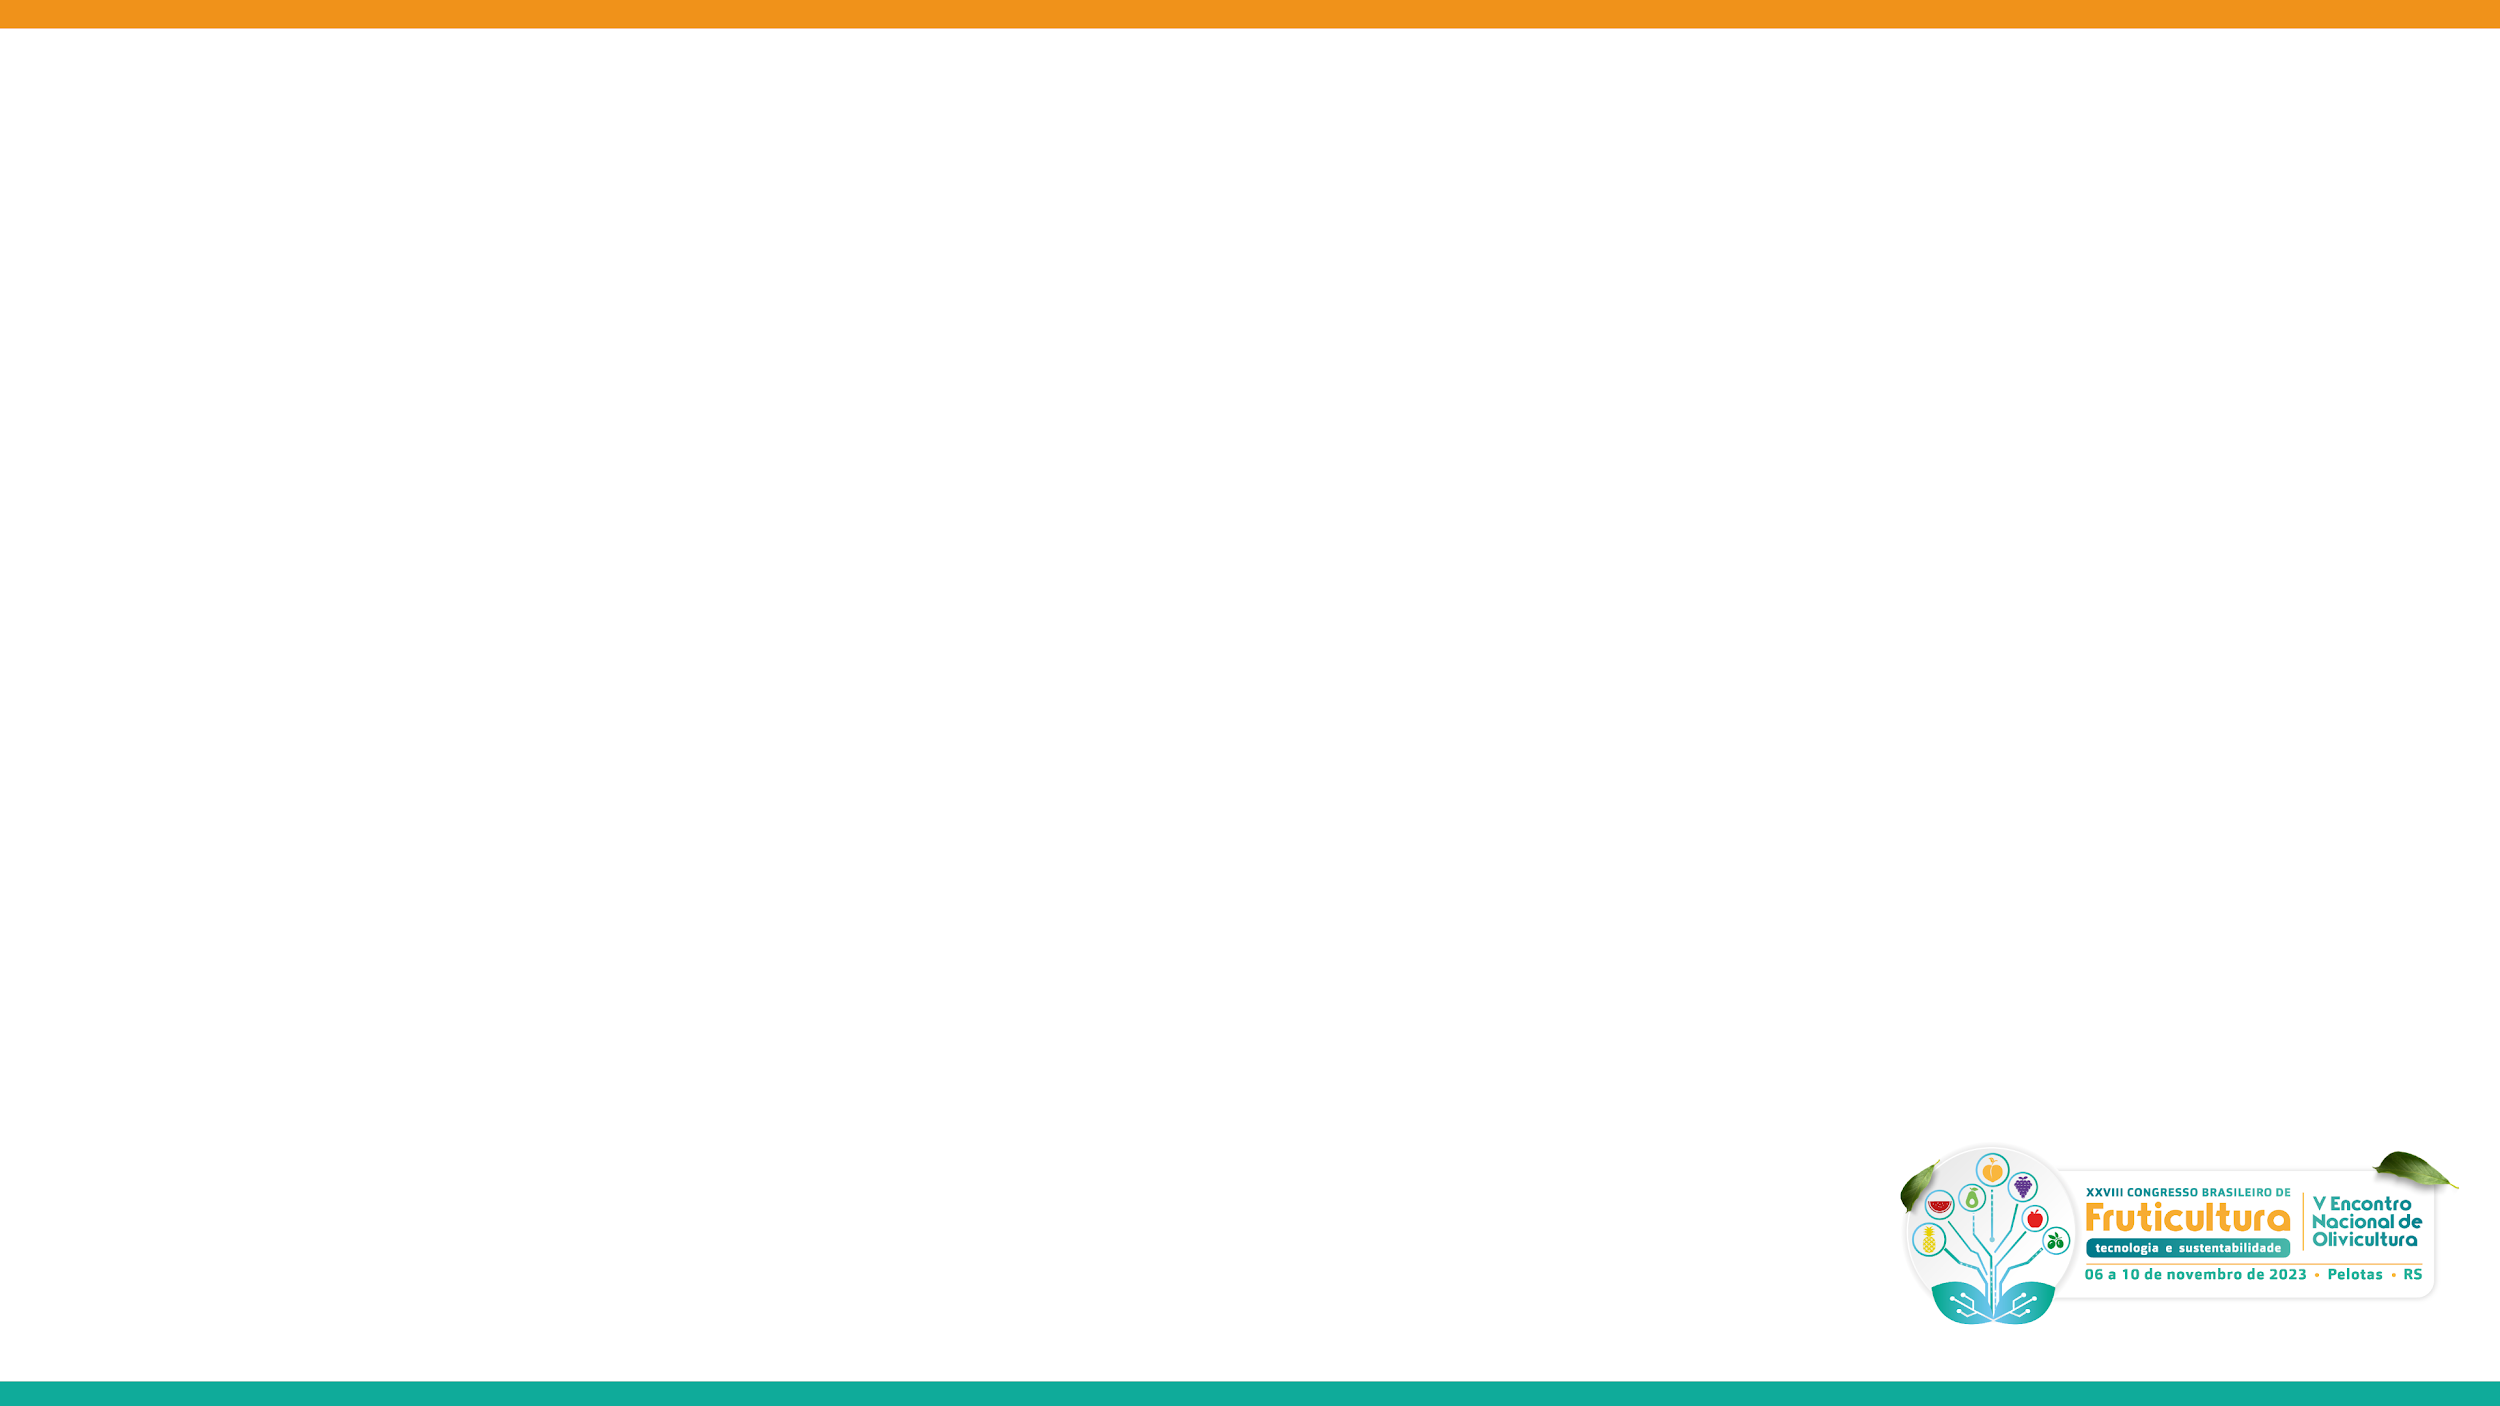 XXVIII CONGRESSO BRASILEIRO DE
Fruticultura
tecnologia e sustentabilidade
V Encontro
Nacional de
Olivicultura
06 a 10 de novembro de 2023 • Pelotas • RS